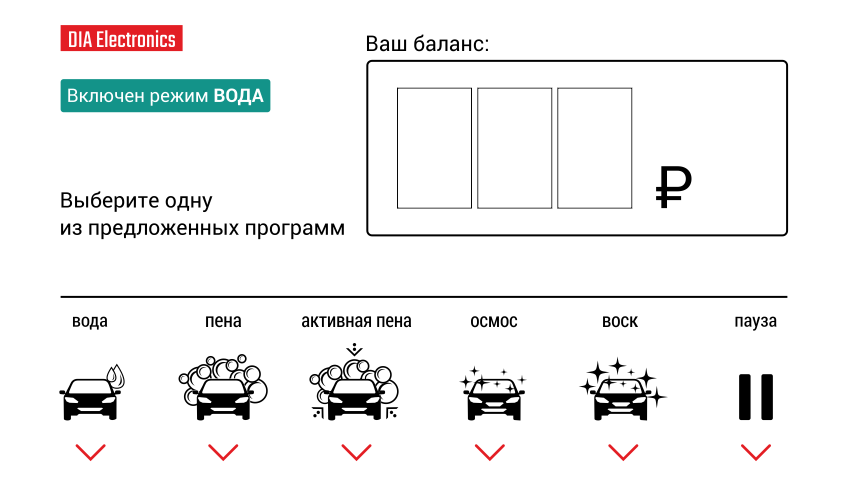 DIA Electronics
Ваш баланс:
Включен режим ВОДА
₽
Выберите одну
из предложенных программ
вода
пена
активная пена
осмос
воск
пауза